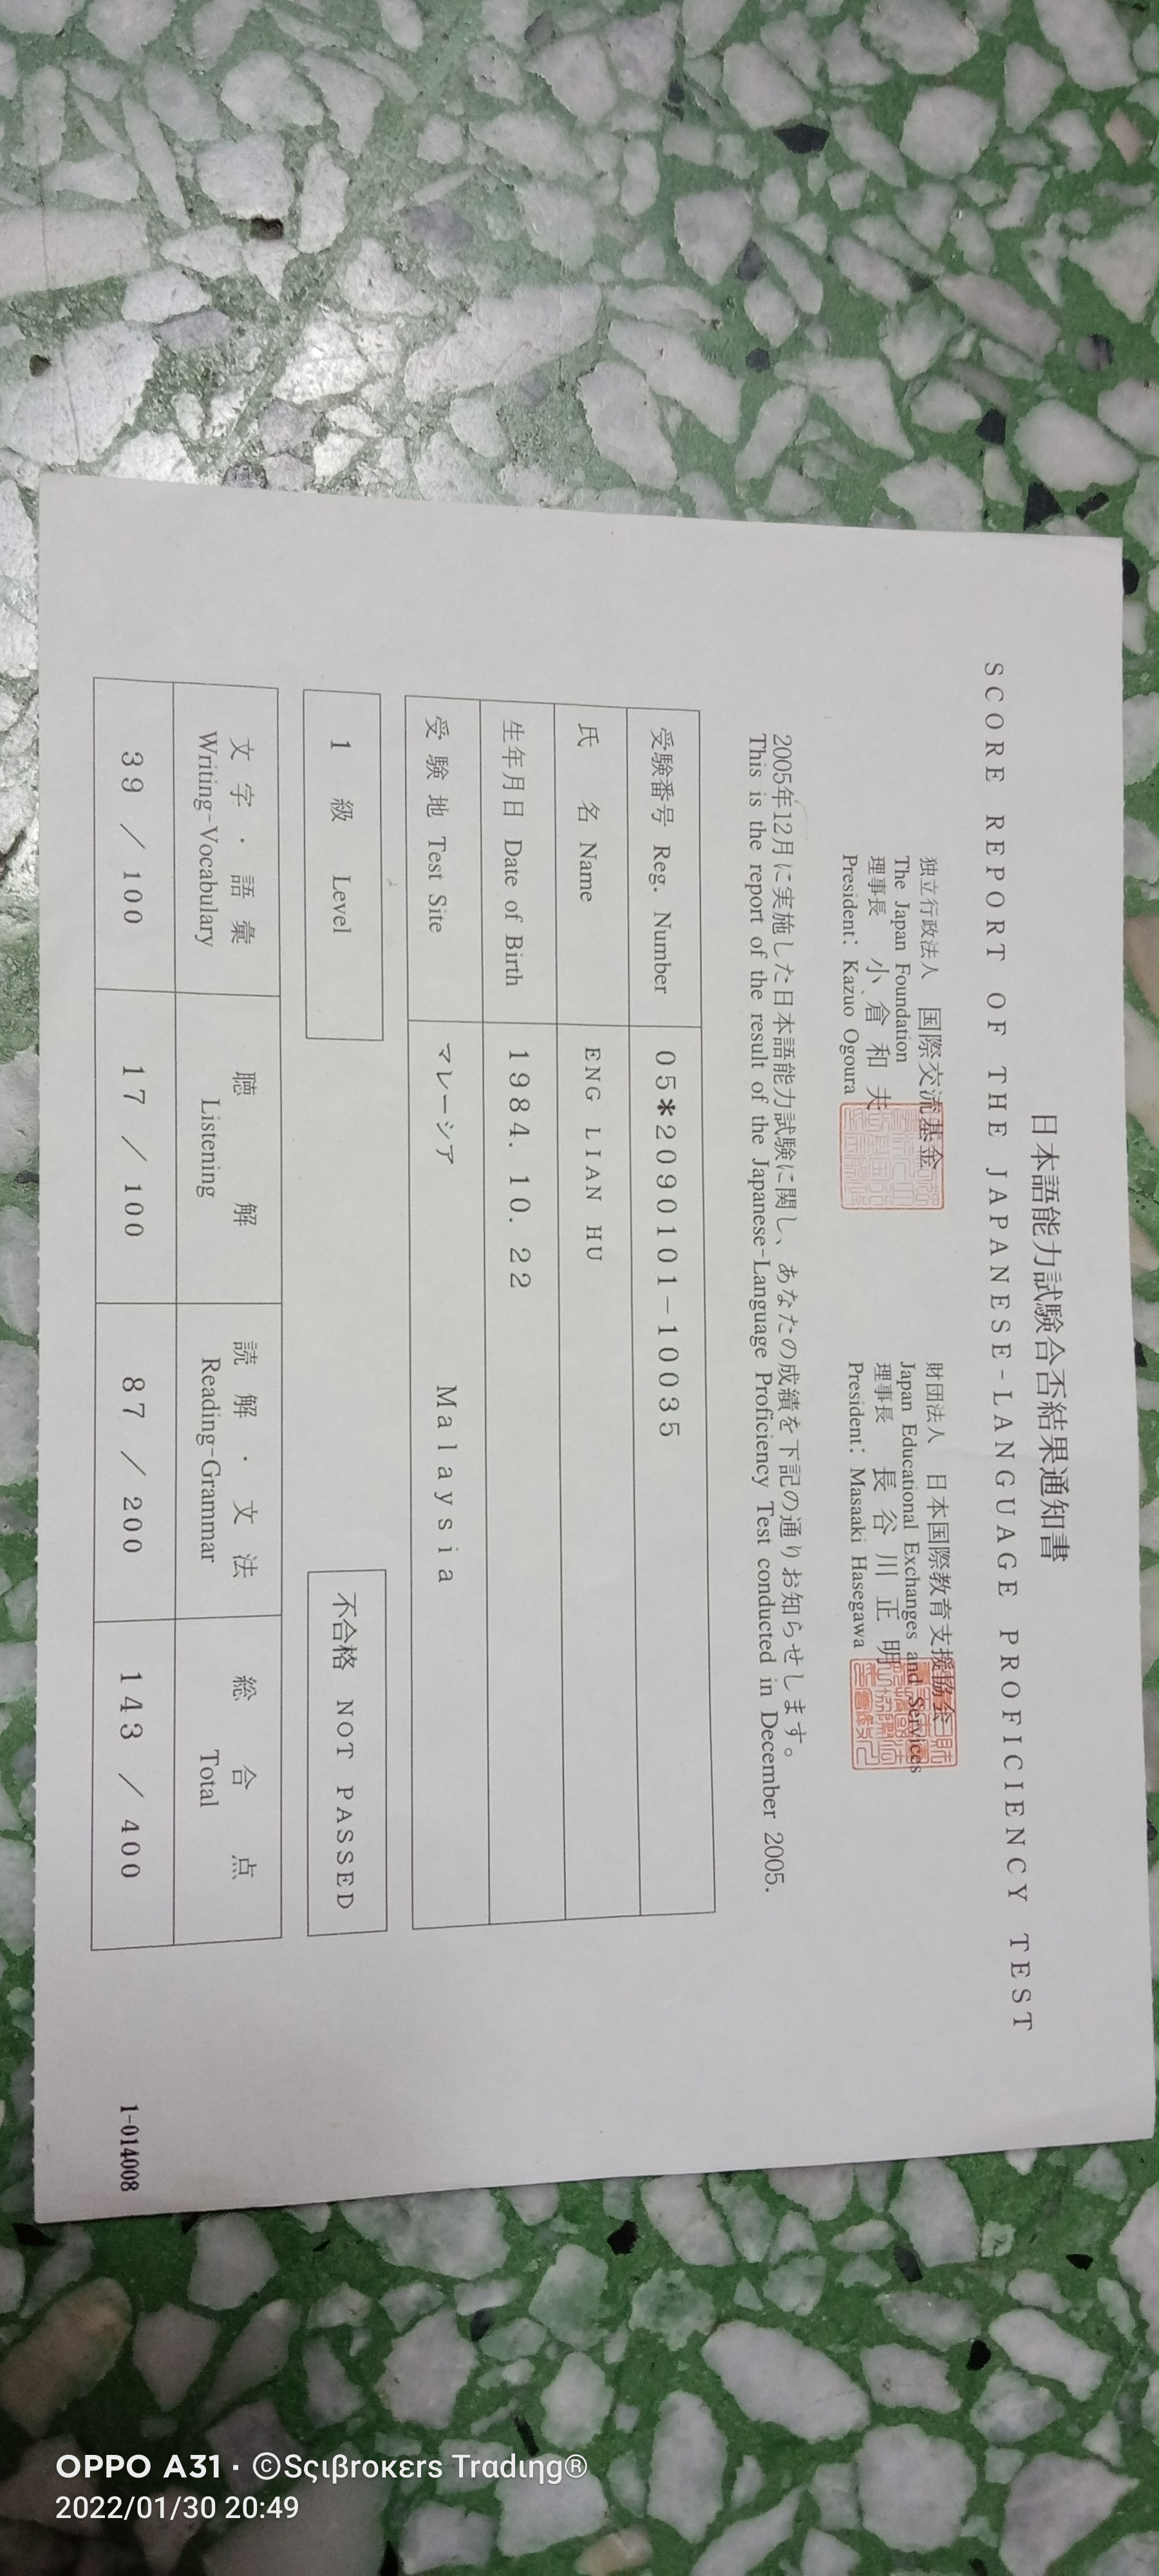 日本語能力試験合否結果通知書
SCORE REPORT OF THE JAPANESE-LANGUAGE PROFICIENCY TEST
独立行政法人 国際交流基金
The Japan Foundation
理事長 小倉和夫
President: Kazuo Ogoura
財団法人 日本国際教育支援協会
Japan Educational Exchanges and Services
理事長 長谷川正明
President: Masaaki Hasegawa
2005年12月に実施した日本語能力試験に関し、あなたの成績を下記の通りお知らせします。
This is the report of the result of the Japanese-Language Proficiency Test conducted in December 2005.
受験番号 Reg. Number 05*2090101-10035
氏 名 Name ENG LIAN HU
生年月日 Date of Birth 1984. 10. 22
受験地 Test Site マレーシア Malaysia
1 級 Level
不合格 NOT PASSED
文字・語彙 聴解 読解・文法 総合点
Writing-Vocabulary Listening Reading-Grammar Total
39 / 100 17 / 100 87 / 200 143 / 400
1-014008
OPPO A31 · ©Sςιβrοκεrs Trαdιηg®
2022/01/30 20:49